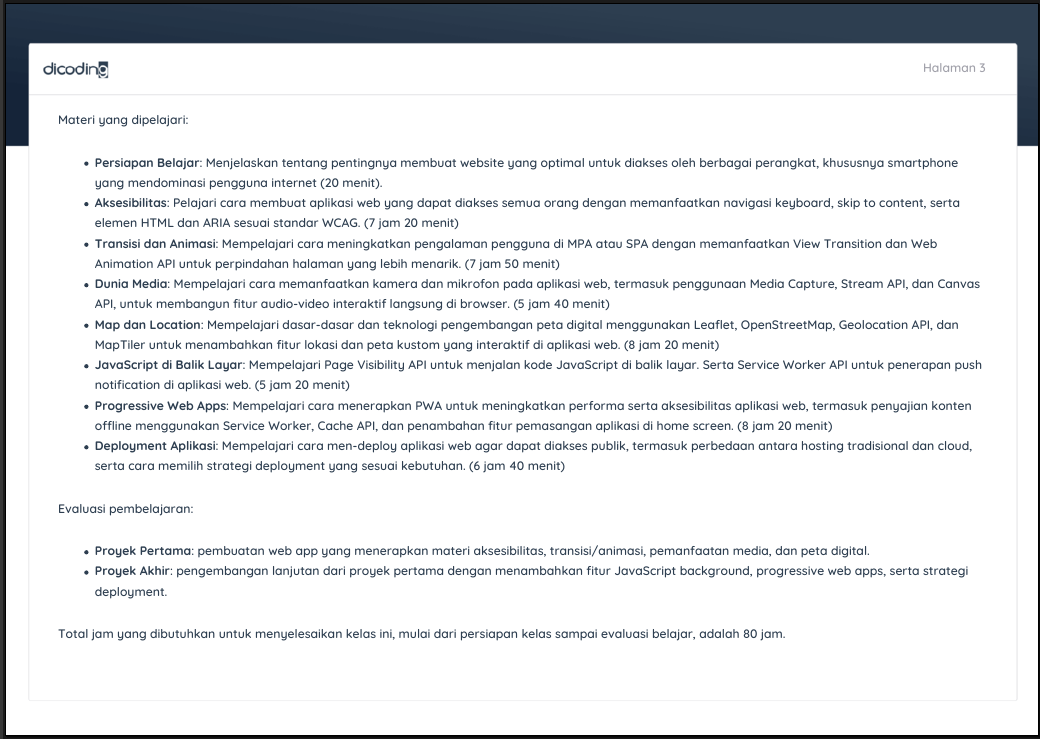 dicoding
Halaman 3
Materi yang dipelajari:
• Persiapan Belajar: Menjelaskan tentang pentingnya membuat website yang optimal untuk diakses oleh berbagai perangkat, khususnya smartphone
yang mendominasi pengguna internet (20 menit).
• Aksesibilitas: Pelajari cara membuat aplikasi web yang dapat diakses semua orang dengan memanfaatkan navigasi keyboard, skip to content, serta
elemen HTML dan ARIA sesuai standar WCAG. (7 jam 20 menit)
• Transisi dan Animasi: Mempelajari cara meningkatkan pengalaman pengguna di MPA atau SPA dengan memanfaatkan View Transition dan Web
Animation API untuk perpindahan halaman yang lebih menarik. (7 jam 50 menit)
• Dunia Media: Mempelajari cara memanfaatkan kamera dan mikrofon pada aplikasi web, termasuk penggunaan Media Capture, Stream API, dan Canvas
API, untuk membangun fitur audio-video interaktif langsung di browser. (5 jam 40 menit)
• Map dan Location: Mempelajari dasar-dasar dan teknologi pengembangan peta digital menggunakan Leaflet, OpenStreetMap, Geolocation API, dan
MapTiler untuk menambahkan fitur lokasi dan peta kustom yang interaktif di aplikasi web. (8 jam 20 menit)
• JavaScript di Balik Layar: Mempelajari Page Visibility API untuk menjalan kode JavaScript di balik layar. Serta Service Worker API untuk penerapan push
notification di aplikasi web. (5 jam 20 menit)
• Progressive Web Apps: Mempelajari cara menerapkan PWA untuk meningkatkan performa serta aksesibilitas aplikasi web, termasuk penyajian konten
offline menggunakan Service Worker, Cache API, dan penambahan fitur pemasangan aplikasi di home screen. (8 jam 20 menit)
• Deployment Aplikasi: Mempelajari cara men-deploy aplikasi web agar dapat diakses publik, termasuk perbedaan antara hosting tradisional dan cloud,
serta cara memilih strategi deployment yang sesuai kebutuhan. (6 jam 40 menit)
Evaluasi pembelajaran:
• Proyek Pertama: pembuatan web app yang menerapkan materi aksesibilitas, transisi/animasi, pemanfaatan media, dan peta digital.
• Proyek Akhir: pengembangan lanjutan dari proyek pertama dengan menambahkan fitur JavaScript background, progressive web apps, serta strategi
deployment.
Total jam yang dibutuhkan untuk menyelesaikan kelas ini, mulai dari persiapan kelas sampai evaluasi belajar, adalah 80 jam.